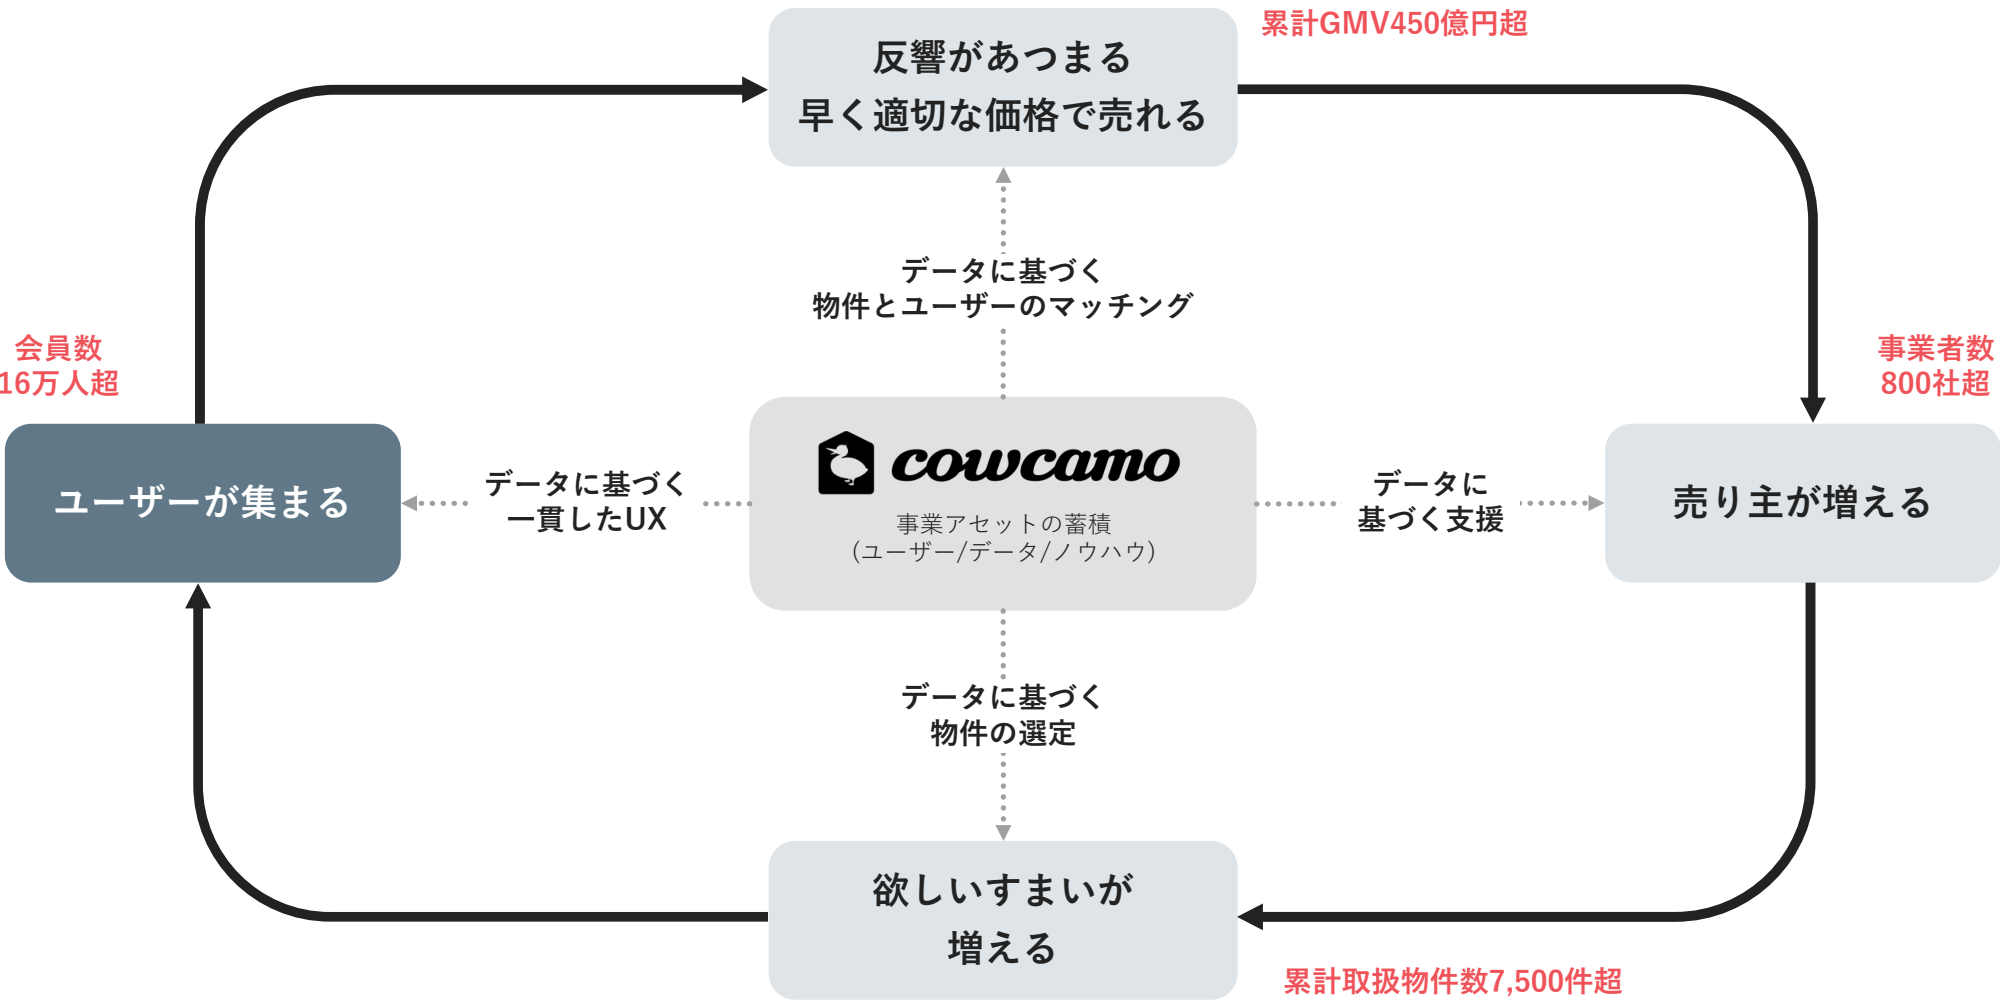 反響があつまる
早く適切な価格で売れる
累計GMV450億円超
データに基づく
物件とユーザーのマッチング
会員数
16万人超
事業者数
800社超
ユーザーが集まる
データに基づく
一貫したUX
cowcamo
事業アセットの蓄積
（ユーザー/データ/ノウハウ）
データに
基づく支援
売り主が増える
データに基づく
物件の選定
欲しいすまいが
増える
累計取扱物件数7,500件超